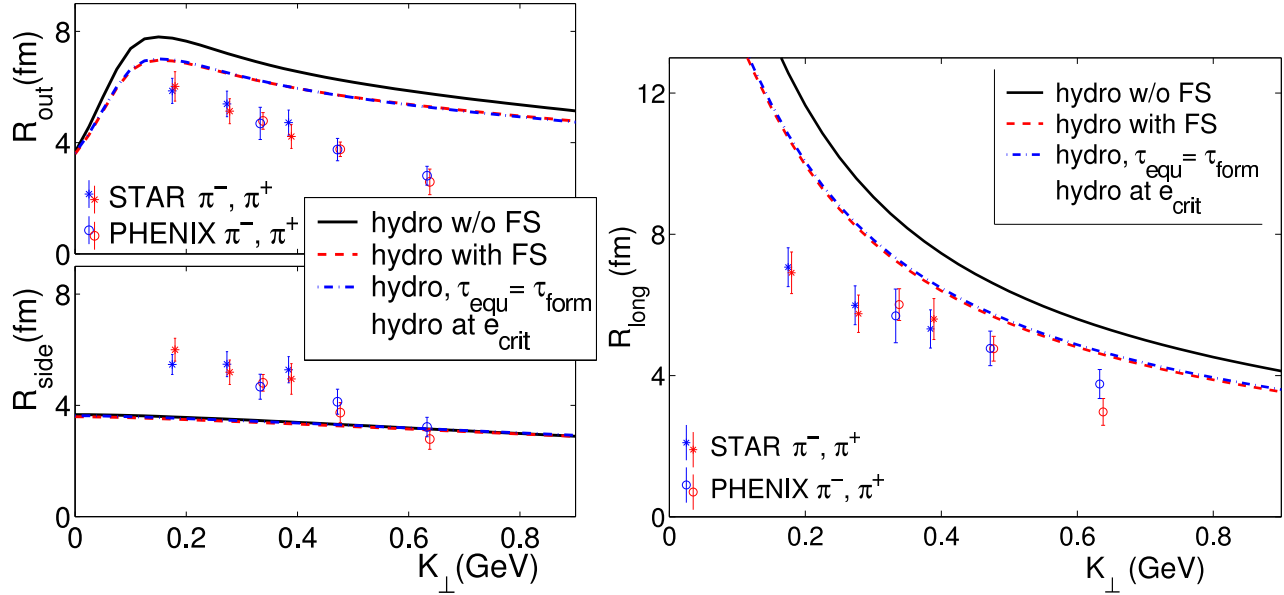 R_out(fm)
8
4
0
STAR π⁻, π⁺
PHENIX π⁻, π⁺
hydro w/o FS
hydro with FS
hydro, τ_equ= τ_form
hydro at e_crit
R_side(fm)
8
4
0
0 0.2 0.4 0.6 0.8
K_⊥(GeV)
R_long (fm)
12
8
4
0
hydro w/o FS
hydro with FS
hydro, τ_equ= τ_form
hydro at e_crit
STAR π⁻, π⁺
PHENIX π⁻, π⁺
0.2 0.4 0.6 0.8
K_⊥ (GeV)